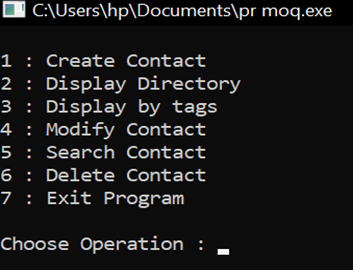 C:\Users\hp\Documents\pr moq.exe
1 : Create Contact
2 : Display Directory
3 : Display by tags
4 : Modify Contact
5 : Search Contact
6 : Delete Contact
7 : Exit Program
Choose Operation :